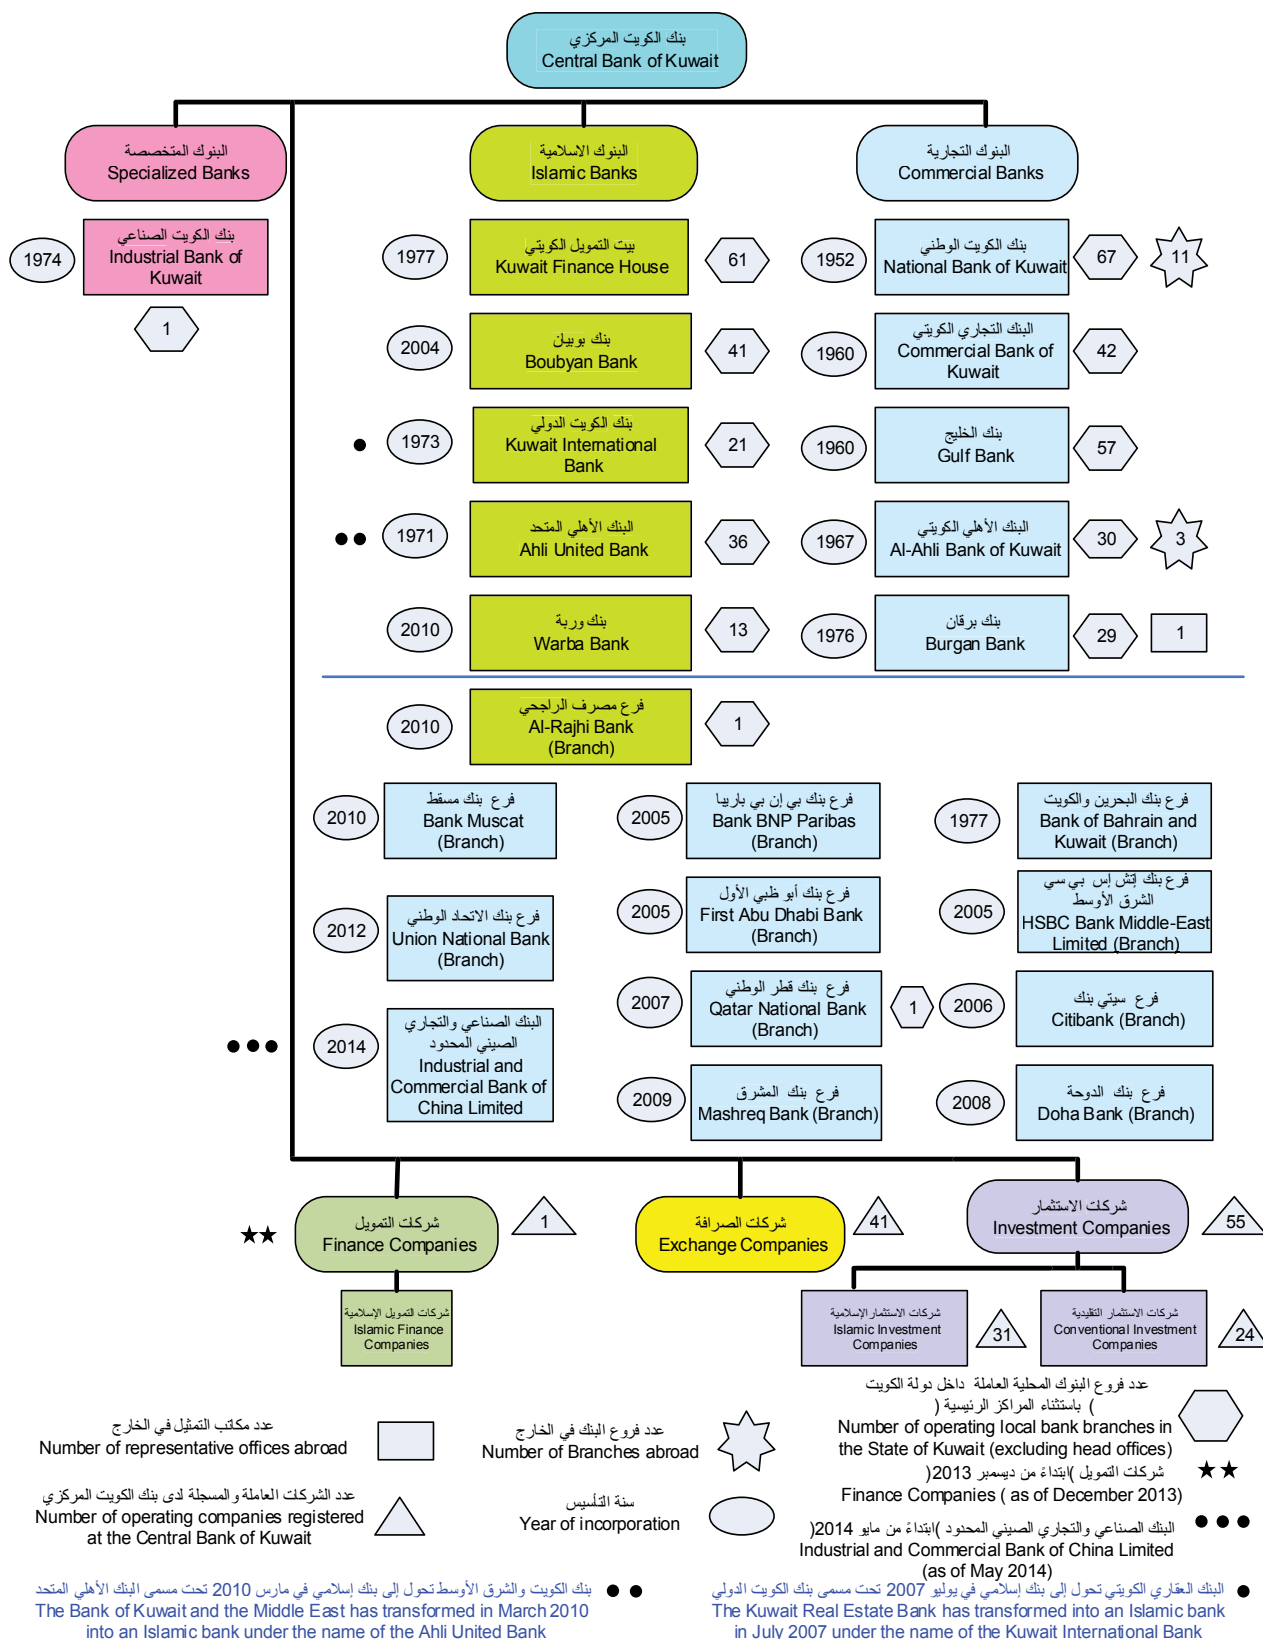 بنك الكويت المركزي
Central Bank of Kuwait
البنوك المتخصصة
Specialized Banks
البنوك الاسلامية
Islamic Banks
البنوك التجارية
Commercial Banks
1974
بنك الكويت الصناعي
Industrial Bank of
Kuwait
1
1977
بيت التمويل الكويتي
Kuwait Finance House
61
1952
بنك الكويت الوطني
National Bank of Kuwait
67
11
2004
بنك بوبيان
Boubyan Bank
41
1960
البنك التجاري الكويتي
Commercial Bank of
Kuwait
42
1973
بنك الكويت الدولي
Kuwait International
Bank
21
1960
بنك الخليج
Gulf Bank
57
1971
البنك الأهلي المتحد
Ahli United Bank
36
1967
البنك الأهلي الكويتي
Al-Ahli Bank of Kuwait
30
3
2010
بنك وربة
Warba Bank
13
1976
بنك برقان
Burgan Bank
29
1
2010
فرع مصرف الراجحي
Al-Rajhi Bank
(Branch)
1
2010
فرع بنك مسقط
Bank Muscat
(Branch)
2005
فرع بنك بي إن بي باريبا
Bank BNP Paribas
(Branch)
1977
فرع بنك البحرين والكويت
Bank of Bahrain and
Kuwait (Branch)
2012
فرع بنك الاتحاد الوطني
Union National Bank
(Branch)
2005
فرع بنك أبو ظبي الأول
First Abu Dhabi Bank
(Branch)
2005
فرع بنك إتش إس بي سي
الشرق الأوسط
HSBC Bank Middle-East
Limited (Branch)
2007
فرع بنك قطر الوطني
Qatar National Bank
(Branch)
1
2006
فرع سيتي بنك
Citibank (Branch)
2014
البنك الصناعي والتجاري
الصيني المحدود
Industrial and
Commercial Bank of
China Limited
2009
فرع بنك المشرق
Mashreq Bank (Branch)
2008
فرع بنك الدوحة
Doha Bank (Branch)
شركات التمويل
Finance Companies
1
شركات الصرافة
Exchange Companies
41
شركات الاستثمار
Investment Companies
55
شركات التمويل الإسلامية
Islamic Finance
Companies
شركات الاستثمار الإسلامية
Islamic Investment
Companies
31
شركات الاستثمار التقليدية
Conventional Investment
Companies
24
عدد مكاتب التمثيل في الخارج
Number of representative offices abroad
عدد فروع البنك في الخارج
Number of Branches abroad
عدد فروع البنوك المحلية العاملة داخل دولة الكويت
) باستثناء المراكز الرئيسية (
Number of operating local bank branches in
the State of Kuwait (excluding head offices)
عدد الشركات العاملة والمسجلة لدى بنك الكويت المركزي
Number of operating companies registered
at the Central Bank of Kuwait
سنة التأسيس
Year of incorporation
شركات التمويل )ابتداءً من ديسمبر 2013(
Finance Companies ( as of December 2013)
البنك الصناعي والتجاري الصيني المحدود )ابتداءً من مايو 2014(
Industrial and Commercial Bank of China Limited
(as of May 2014)
بنك الكويت والشرق الأوسط تحول إلى بنك إسلامي في مارس 2010 تحت مسمى البنك الأهلي المتحد
The Bank of Kuwait and the Middle East has transformed in March 2010
into an Islamic bank under the name of the Ahli United Bank
البنك العقاري الكويتي تحول إلى بنك إسلامي في يوليو 2007 تحت مسمى بنك الكويت الدولي
The Kuwait Real Estate Bank has transformed into an Islamic bank
in July 2007 under the name of the Kuwait International Bank